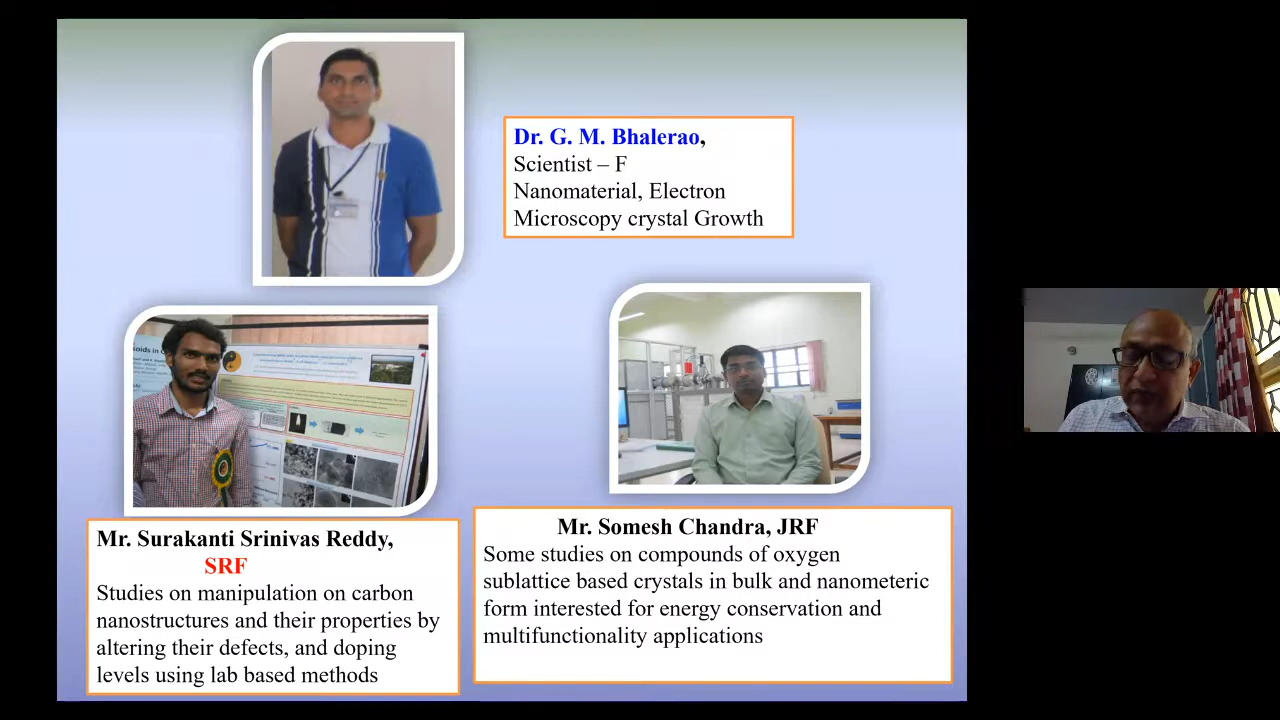 Dr. G. M. Bhalerao,
Scientist – F
Nanomaterial, Electron
Microscopy crystal Growth
Mr. Surakanti Srinivas Reddy,
SRF
Studies on manipulation on carbon
nanostructures and their properties by
altering their defects, and doping
levels using lab based methods
Mr. Somesh Chandra, JRF
Some studies on compounds of oxygen
sublattice based crystals in bulk and nanometeric
form interested for energy conservation and
multifunctionality applications